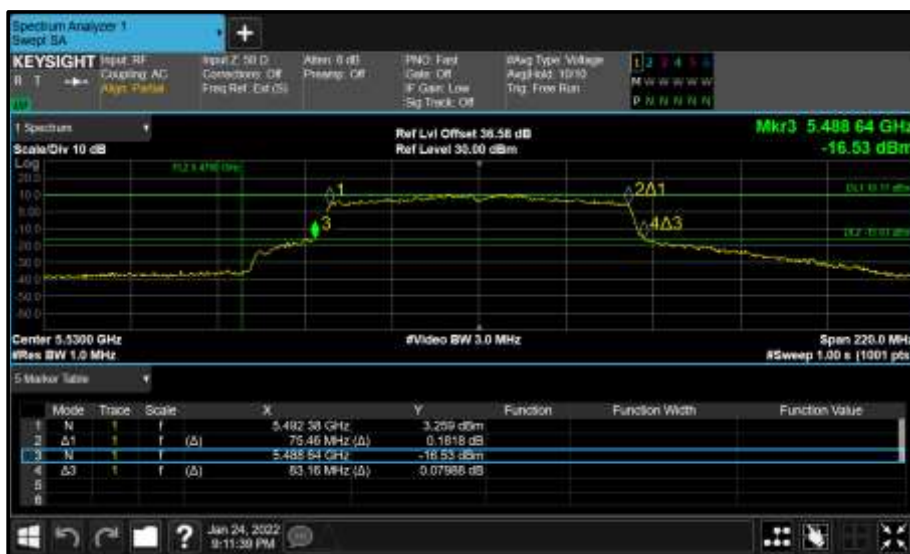 Spectrum Analyzer 1
Swept SA
KEYSIGHT Input: RF Input Z: 50 Ω Atten: 6 dB PNO: Fast #Avg Type: Voltage 1 2 3 4 5 6
R T Coupling: AC Corrections: Off Preamp: Off Gate: Off Avg|Hold: 10/10 M W W W W W
Align: Partial Freq Ref: Ext (S) IF Gain: Low Trig: Free Run
Sig Track: Off P N N N N N
1 Spectrum Ref Lvl Offset 36.58 dB Mkr3 5.488 64 GHz
Scale/Div 10 dB Ref Level 30.00 dBm -16.53 dBm
Log
20.0
10.0 1 2Δ1
0.00
-10.0 3 4Δ3
-20.0
-30.0
-40.0
-50.0
-60.0
Center 5.5300 GHz #Video BW 3.0 MHz Span 220.0 MHz
#Res BW 1.0 MHz #Sweep 1.00 s (1001 pts)
5 Marker Table
Mode Trace Scale X Y Function Function Width Function Value
1 N 1 f 5.492 38 GHz 3.259 dBm
2 Δ1 1 f (Δ) 75.46 MHz (Δ) 0.1818 dB
3 N 1 f 5.488 64 GHz -16.53 dBm
4 Δ3 1 f (Δ) 83.16 MHz (Δ) 0.07988 dB
5
6
? Jan 24, 2022
9:11:39 PM